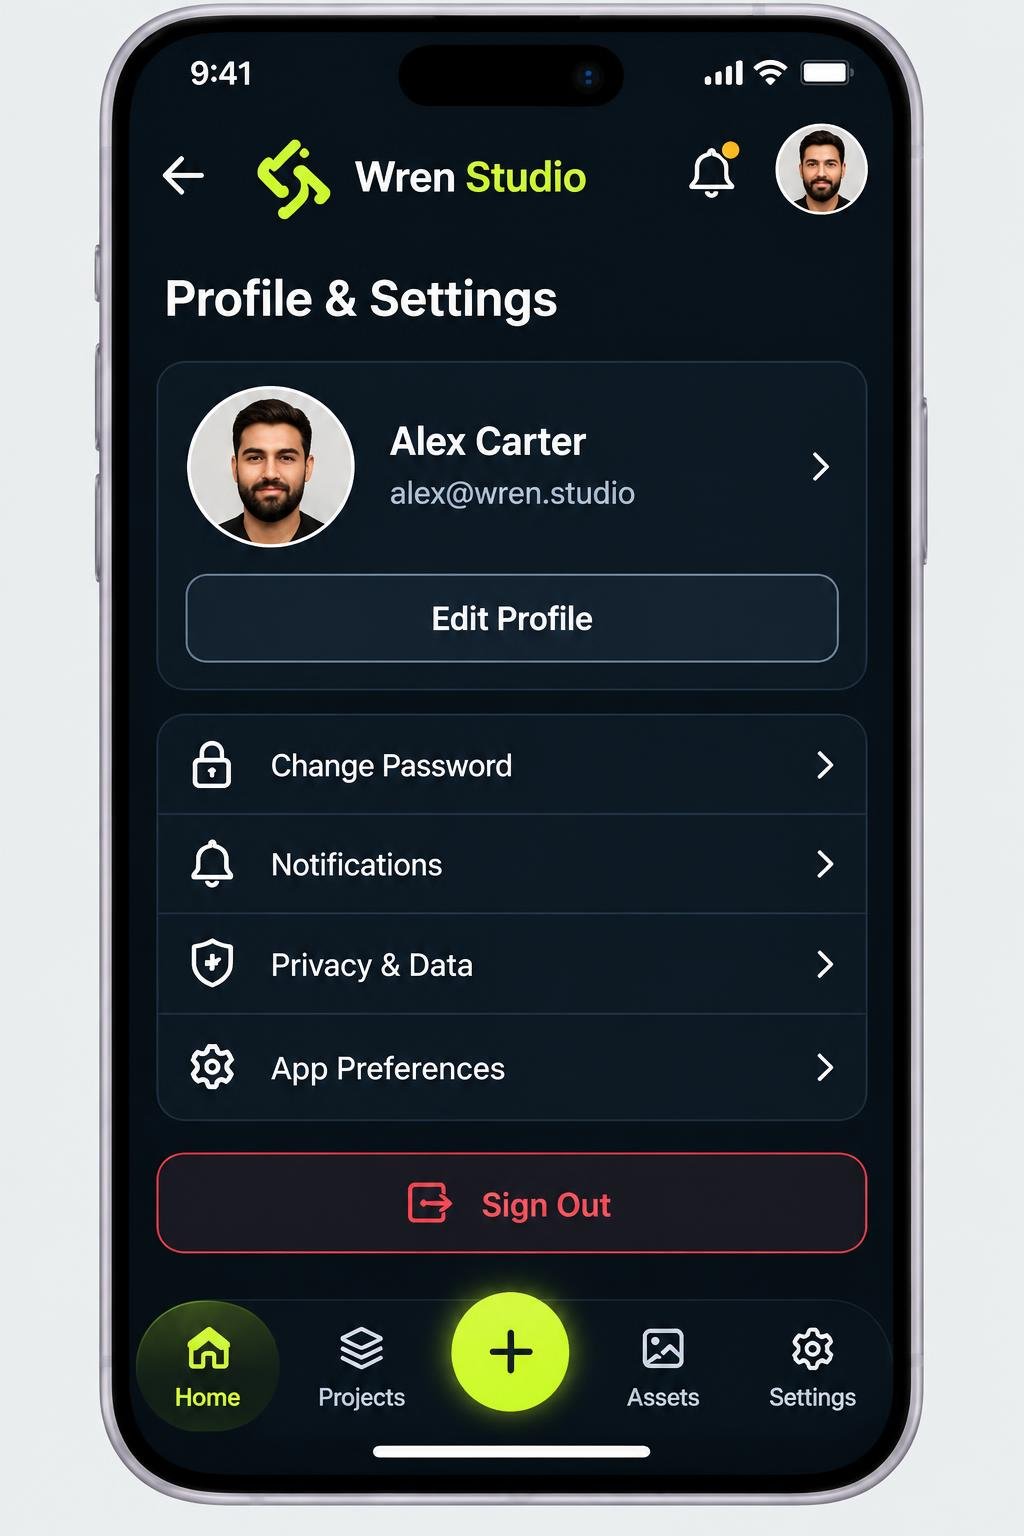 9:41
Wren Studio
Profile & Settings
Alex Carter
alex@wren.studio
Edit Profile
Change Password
Notifications
Privacy & Data
App Preferences
Sign Out
Home
Projects
Assets
Settings